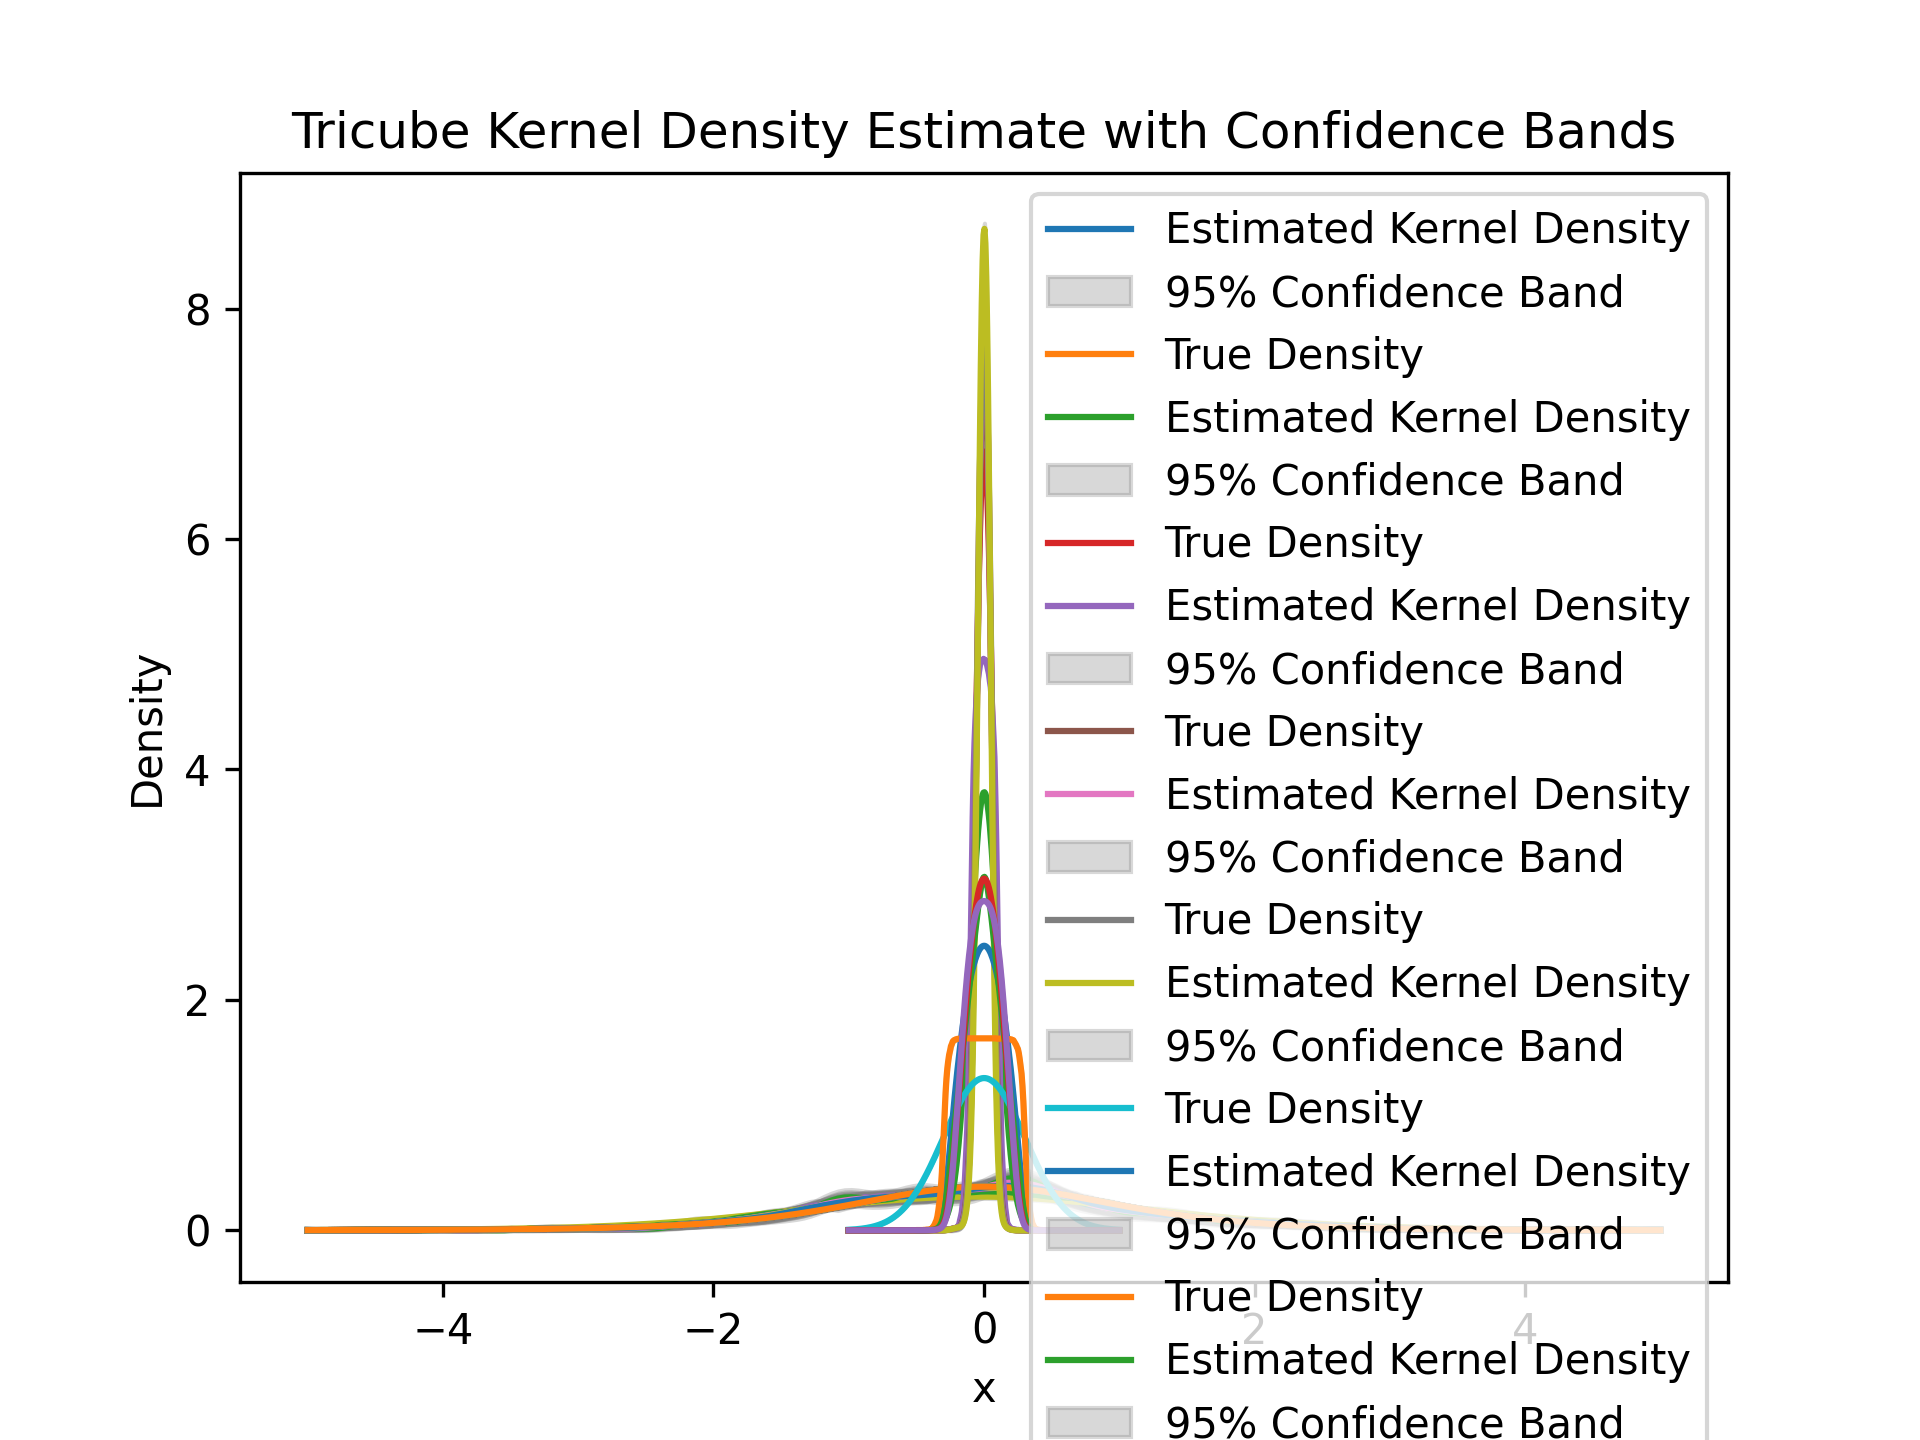 Tricube Kernel Density Estimate with Confidence Bands
Density
8
6
4
2
0
−4
−2
0
2
4
x
Estimated Kernel Density
95% Confidence Band
True Density
Estimated Kernel Density
95% Confidence Band
True Density
Estimated Kernel Density
95% Confidence Band
True Density
Estimated Kernel Density
95% Confidence Band
True Density
Estimated Kernel Density
95% Confidence Band
True Density
Estimated Kernel Density
95% Confidence Band
True Density
Estimated Kernel Density
95% Confidence Band